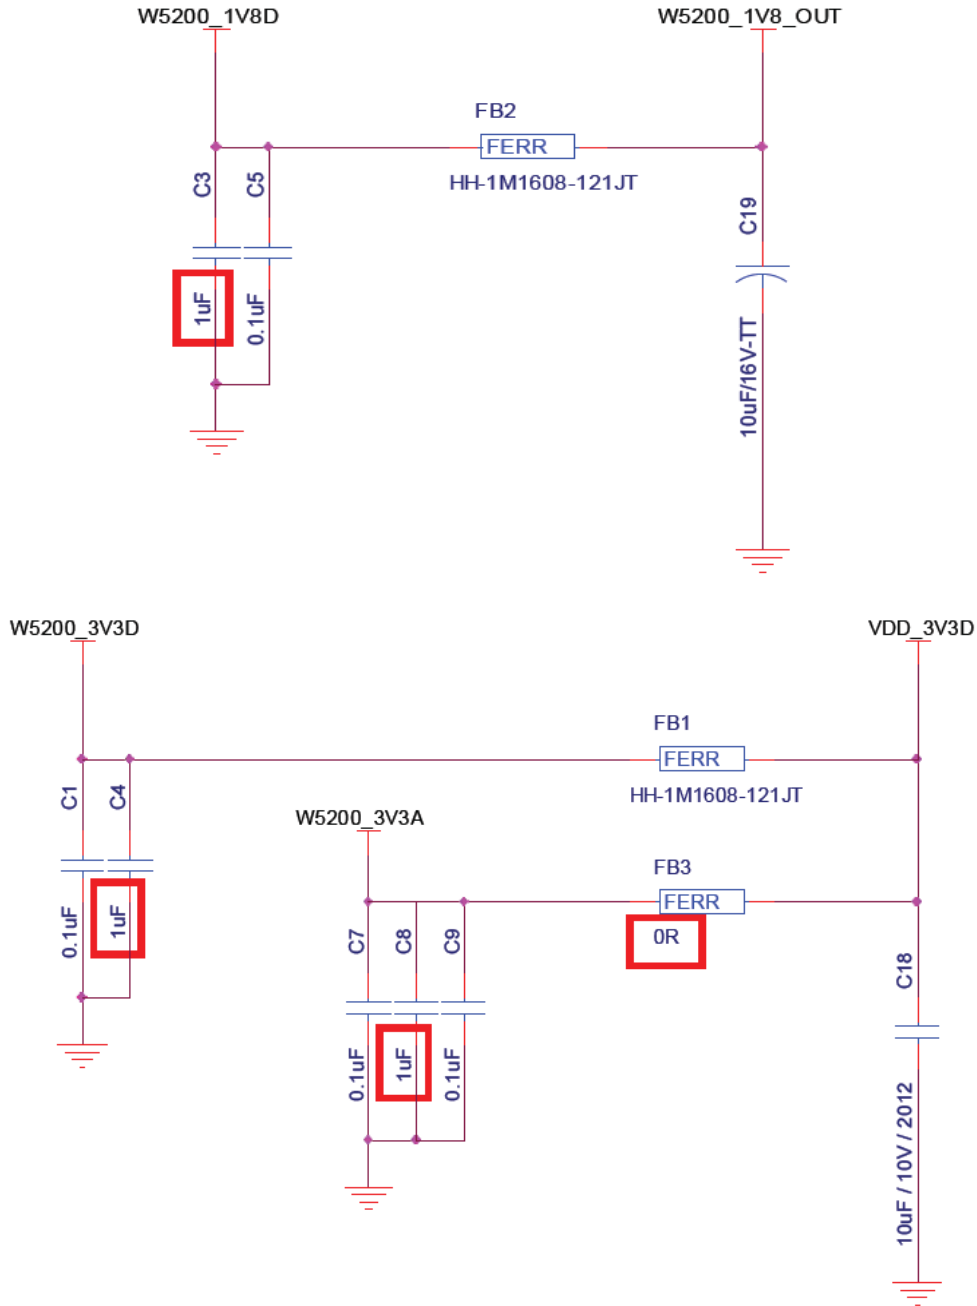 W5200_1V8D
W5200_1V8_OUT
FB2
FERR
HH-1M1608-121JT
C3
C5
C19
1uF
0.1uF
10uF/16V-TT
W5200_3V3D
VDD_3V3D
FB1
FERR
HH-1M1608-121JT
C1
C4
W5200_3V3A
FB3
FERR
0R
0.1uF
1uF
C7
C8
C9
C18
0.1uF
1uF
0.1uF
10uF / 10V / 2012